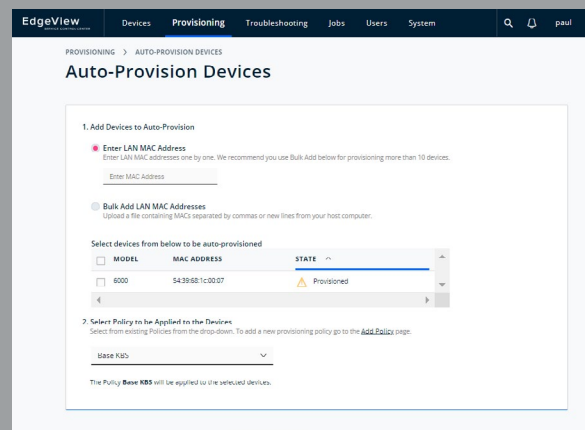 EdgeView Devices Provisioning Troubleshooting Jobs Users System paul
SERVICE CONTROL CENTER
PROVISIONING > AUTO-PROVISION DEVICES
Auto-Provision Devices
1. Add Devices to Auto-Provision
Enter LAN MAC Address
Enter LAN MAC addresses one by one. We recommend you use Bulk Add below for provisioning more than 10 devices.
Enter MAC Address
Bulk Add LAN MAC Addresses
Upload a file containing MACs separated by commas or new lines from your host computer.
Select devices from below to be auto-provisioned
MODEL MAC ADDRESS STATE
6000 54:39:68:1c:00:07 Provisioned
2. Select Policy to be Applied to the Devices
Select from existing Policies from the drop-down. To add a new provisioning policy go to the Add Policy page.
Base KBS
The Policy Base KBS will be applied to the selected devices.